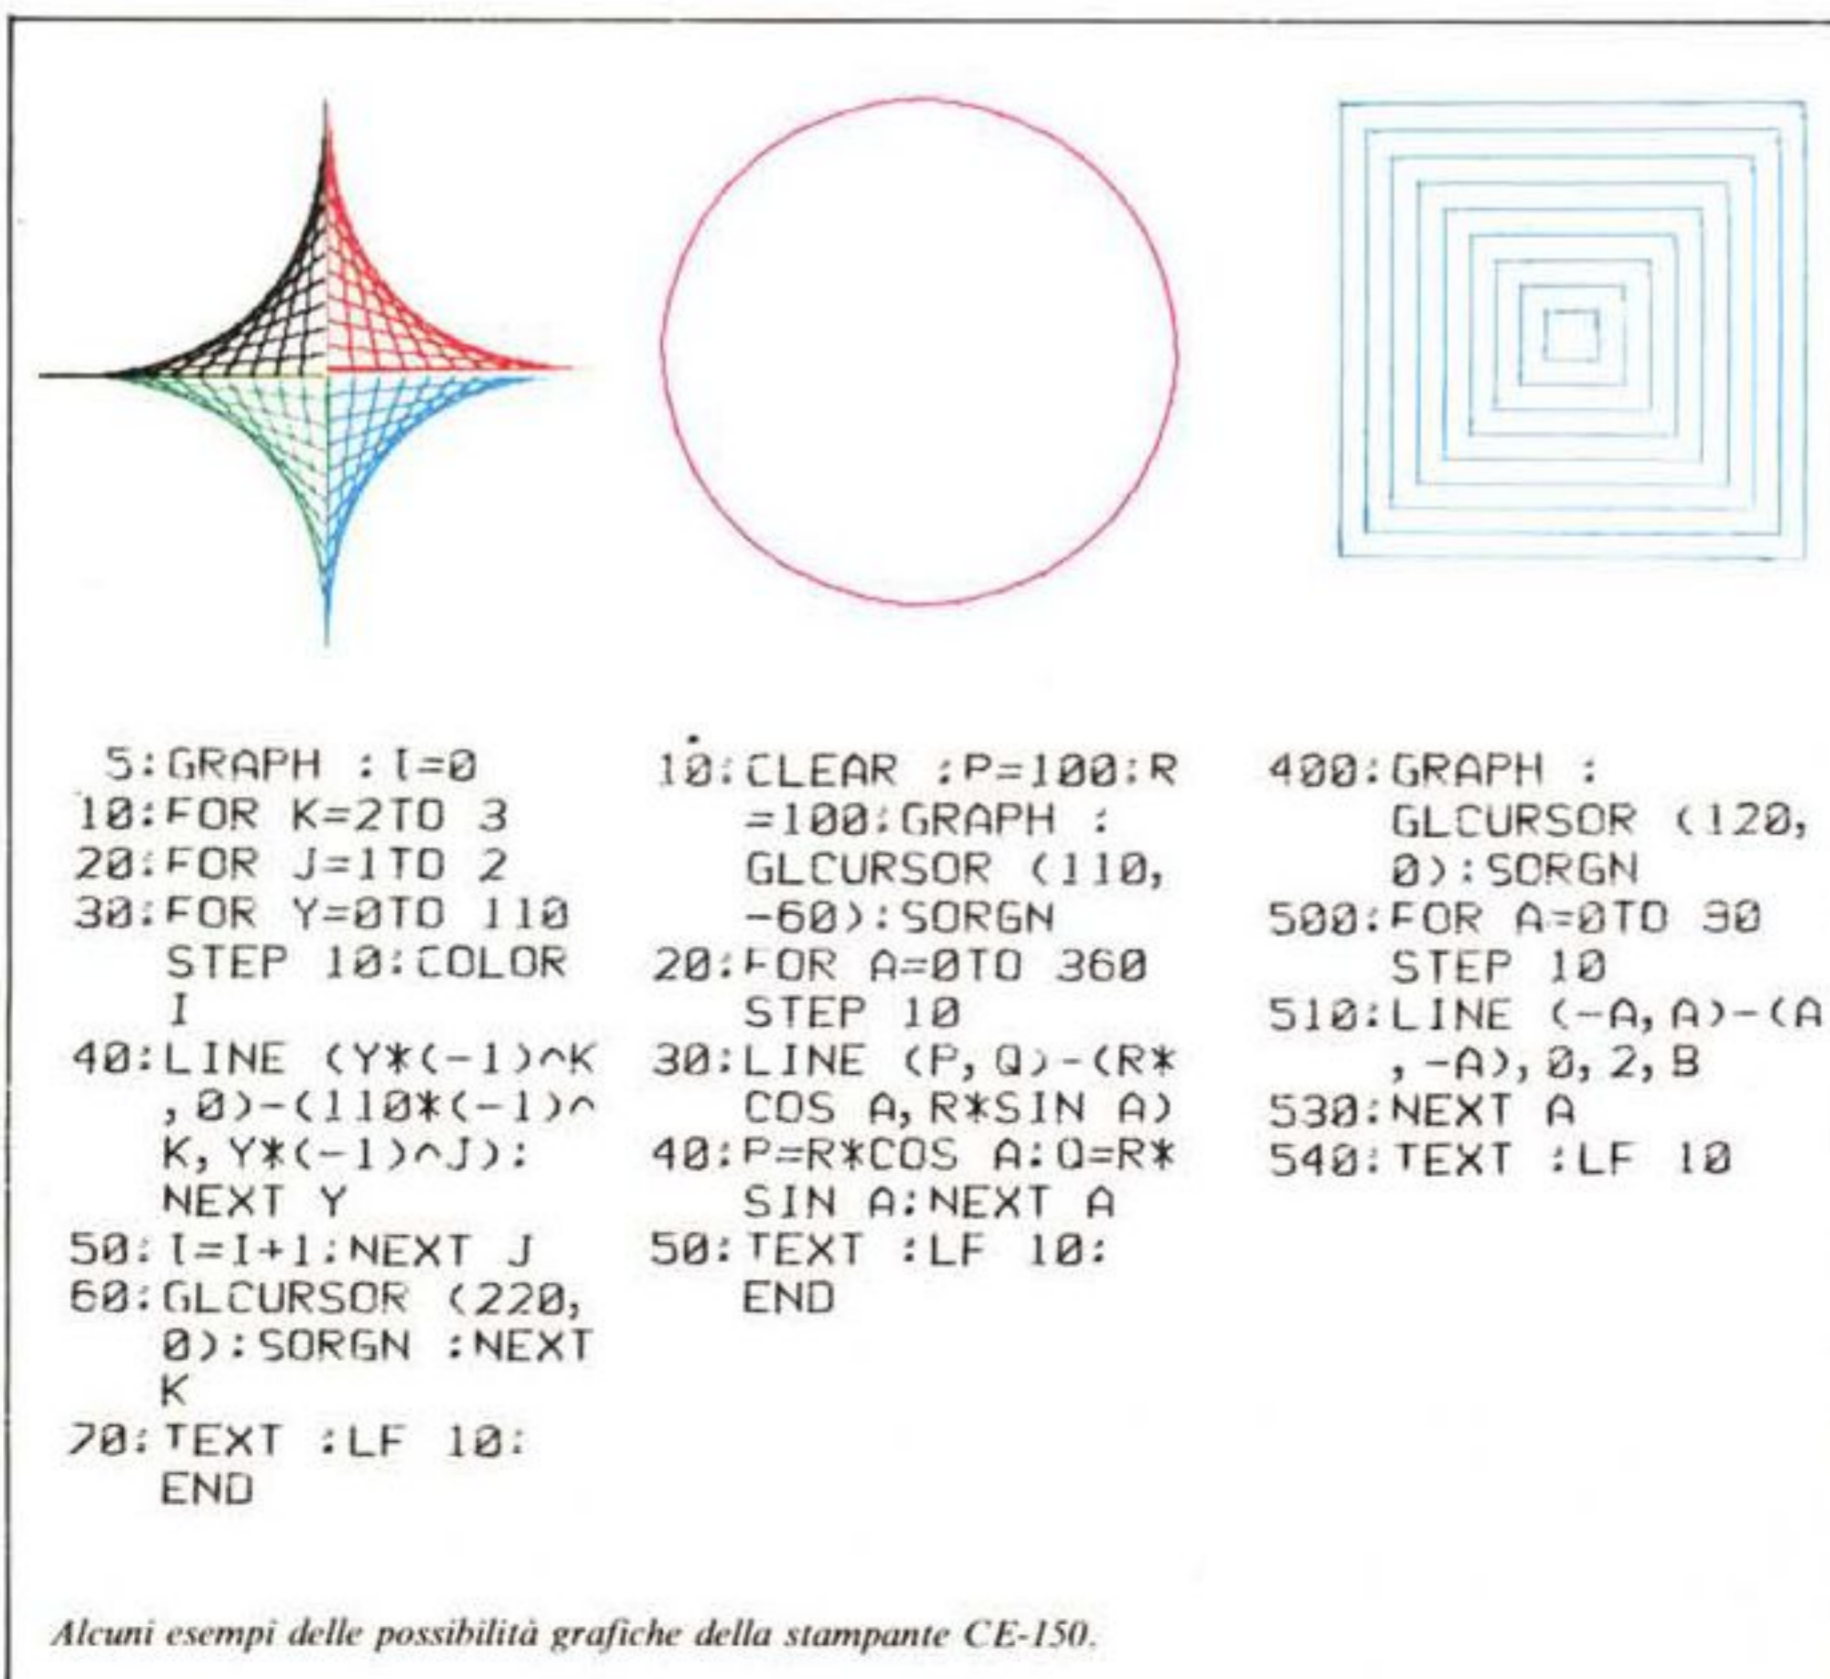 5:GRAPH :I=0
10:FOR K=2TO 3
20:FOR J=1TO 2
30:FOR Y=0TO 110
STEP 10:COLOR
I
40:LINE (Y*(-1)^K
,0)-(110*(-1)^
K,Y*(-1)^J):
NEXT Y
50:I=I+1:NEXT J
60:GLCURSOR (220,
0):SORGN :NEXT
K
70:TEXT :LF 10:
END
10:CLEAR :P=100:R
=100:GRAPH :
GLCURSOR (110,
-60):SORGN
20:FOR A=0TO 360
STEP 10
30:LINE (P,Q)-(R*
COS A,R*SIN A)
40:P=R*COS A:Q=R*
SIN A:NEXT A
50:TEXT :LF 10:
END
400:GRAPH :
GLCURSOR (120,
0):SORGN
500:FOR A=0TO 90
STEP 10
510:LINE (-A,A)-(A
,-A),0,2,B
530:NEXT A
540:TEXT :LF 10
Alcuni esempi delle possibilità grafiche della stampante CE-150.